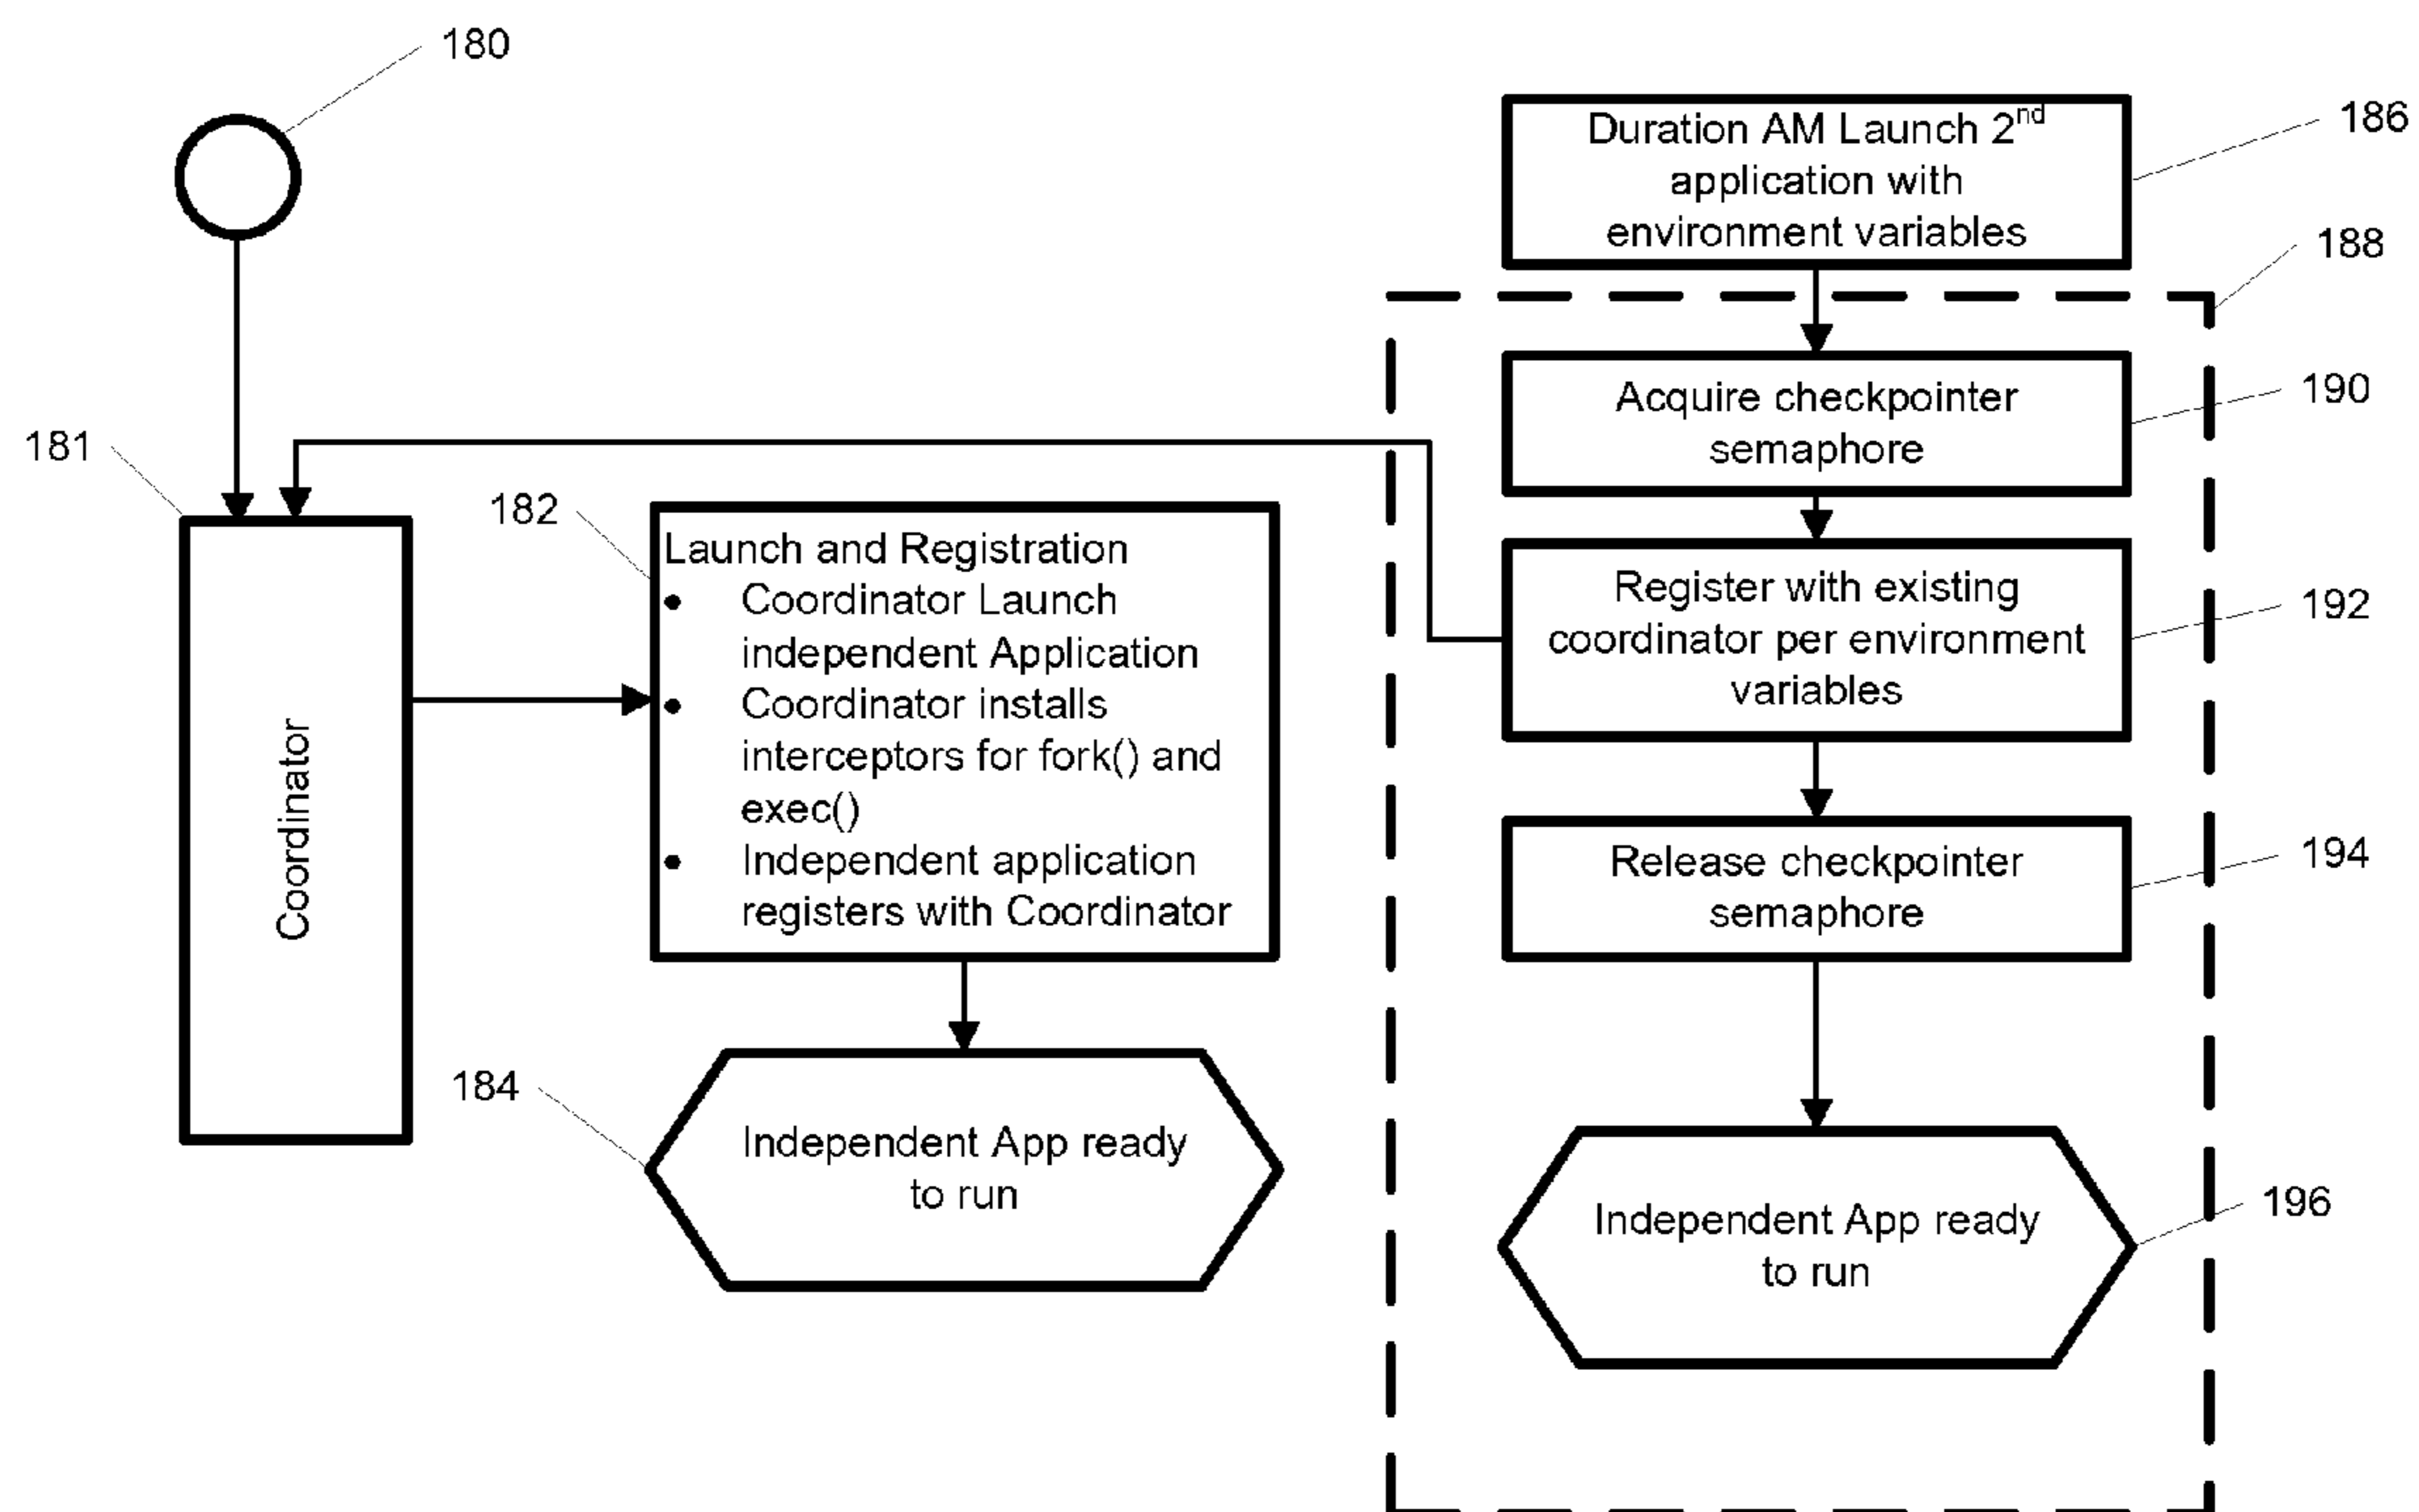 180
Duration AM Launch 2nd
application with
environment variables
186
188
Acquire checkpointer
semaphore
190
181
182
Launch and Registration
• Coordinator Launch
independent Application
• Coordinator installs
interceptors for fork() and
exec()
• Independent application
registers with Coordinator
Register with existing
coordinator per environment
variables
192
Coordinator
Release checkpointer
semaphore
194
184
Independent App ready
to run
Independent App ready
to run
196